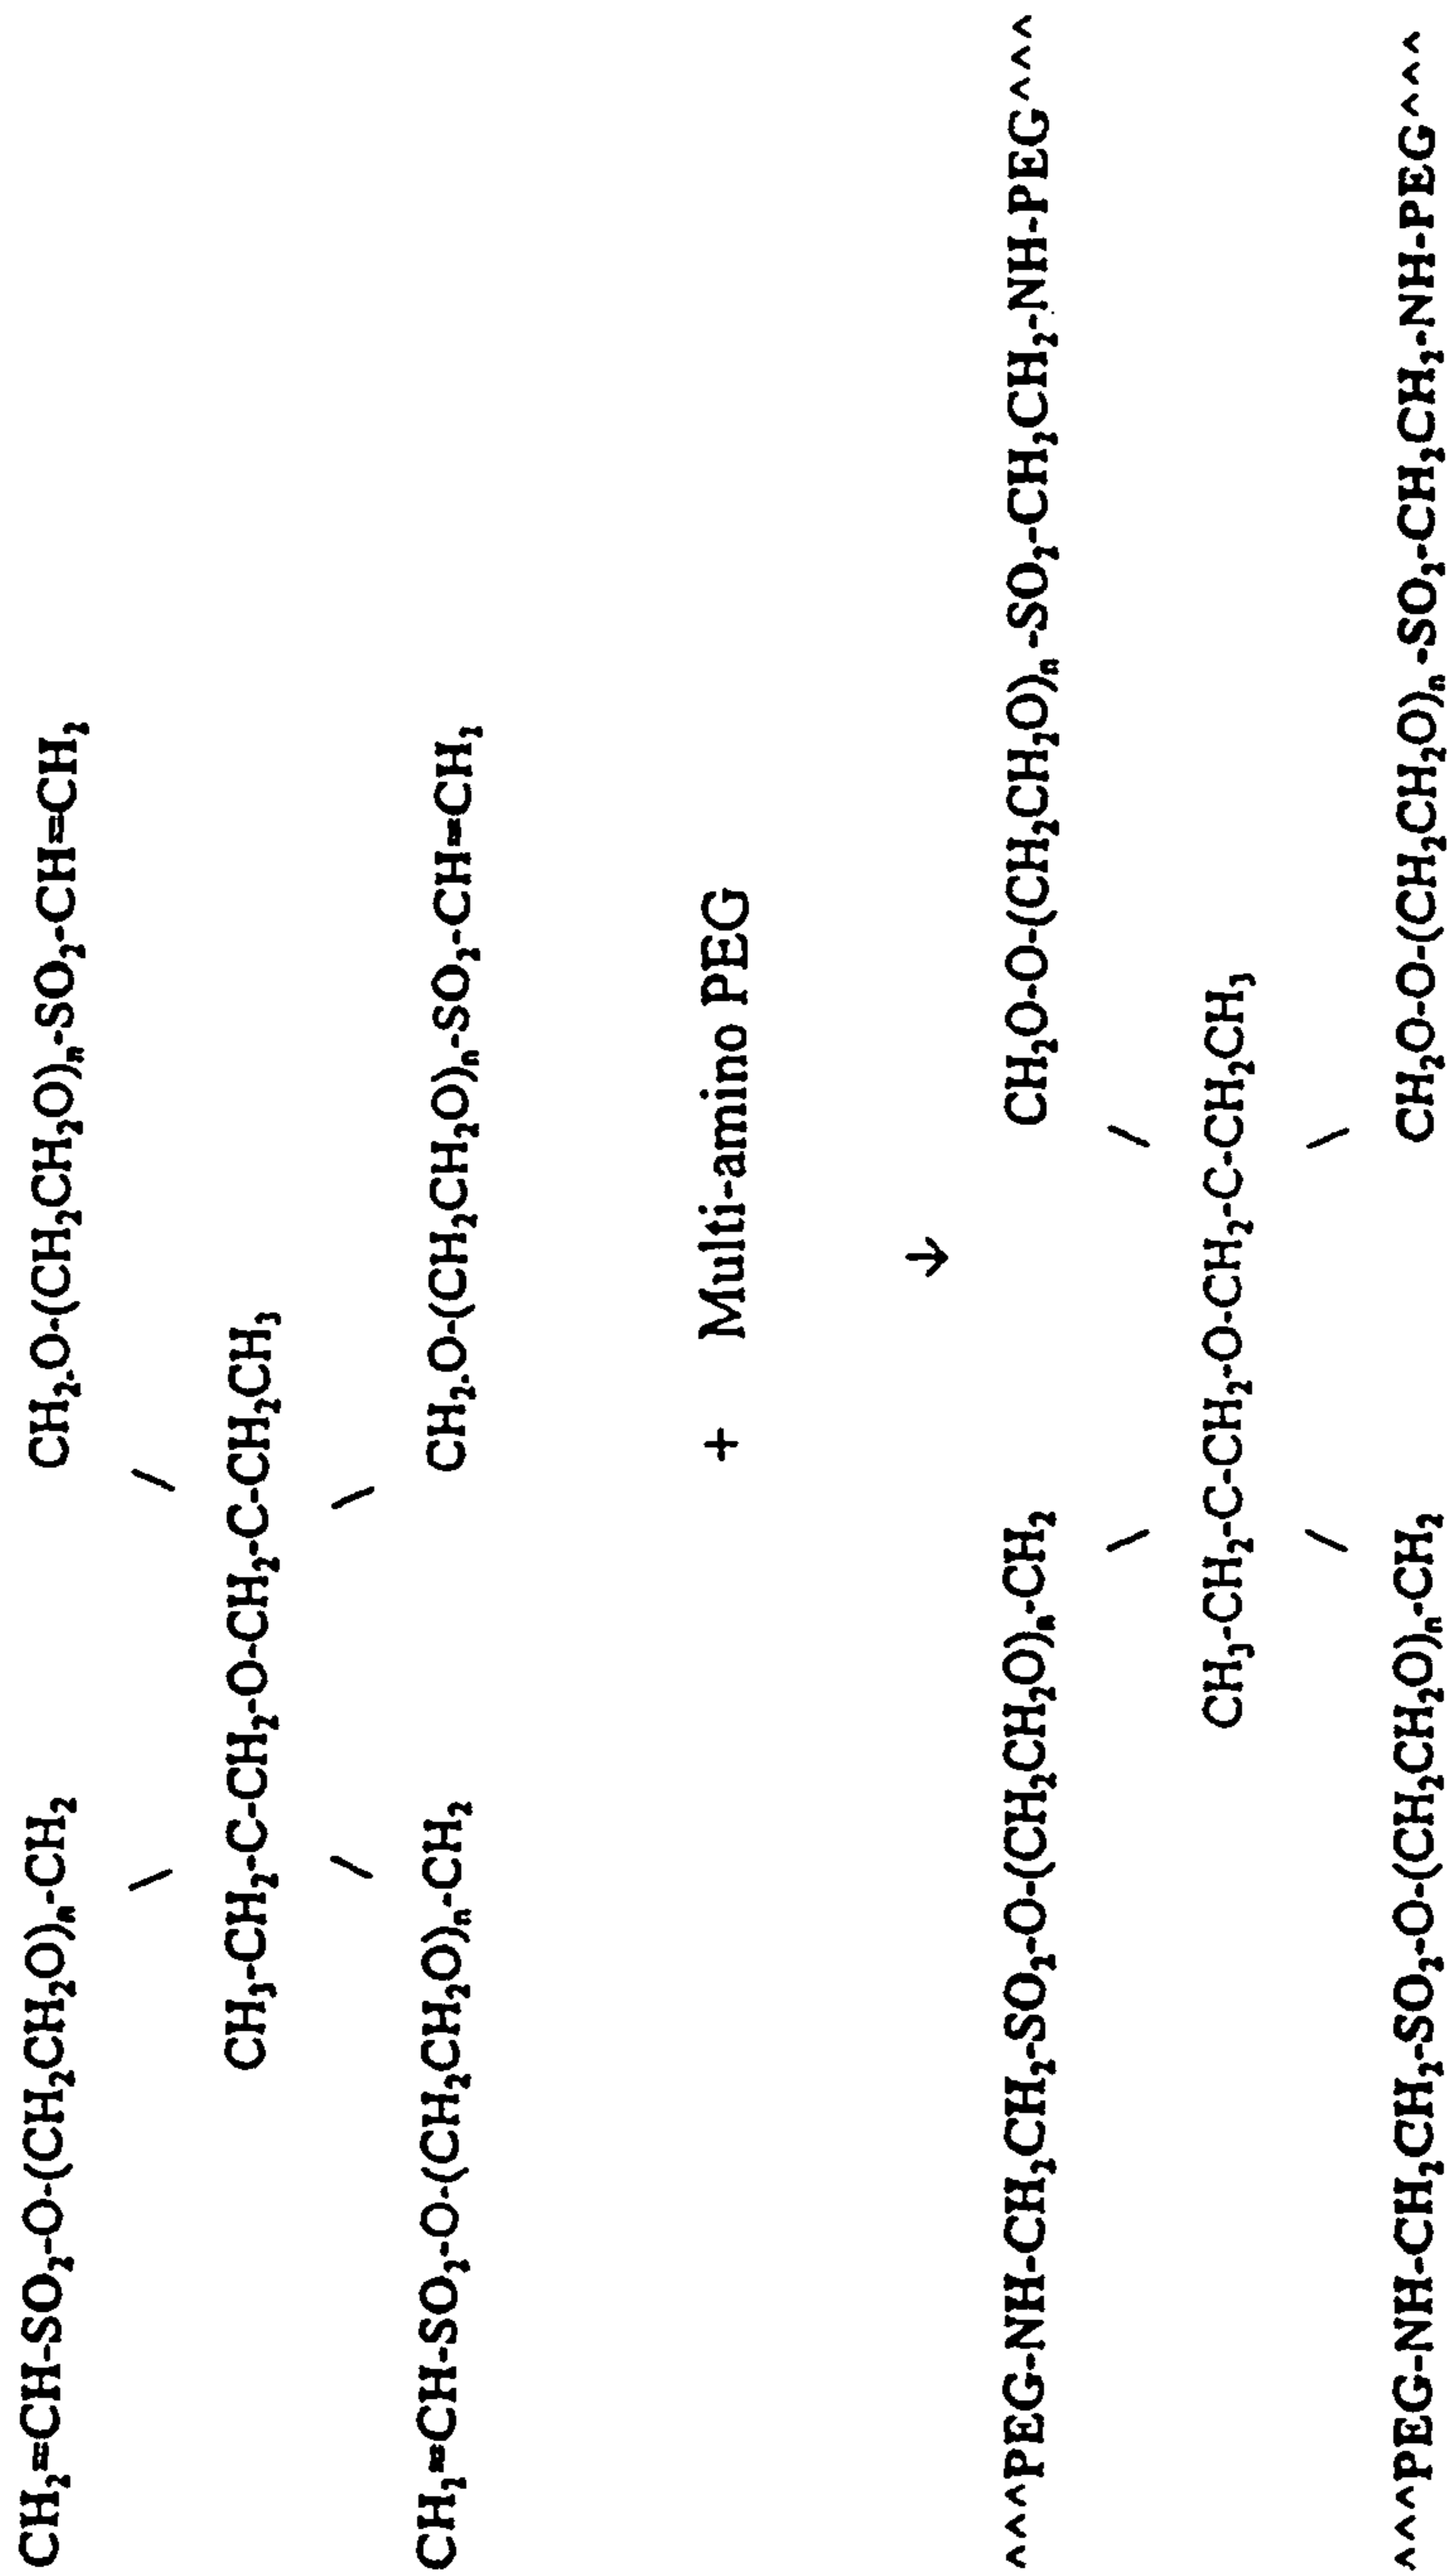 CH₂=CH-SO₂-O-(CH₂CH₂O)ₙ-CH₂ CH₂-O-(CH₂CH₂O)ₙ-SO₂-CH=CH₂
\ /
CH₃-CH₂-C-CH₂-O-CH₂-C-CH₂CH₃
/ \
CH₂=CH-SO₂-O-(CH₂CH₂O)ₙ-CH₂ CH₂-O-(CH₂CH₂O)ₙ-SO₂-CH=CH₂
+ Multi-amino PEG
↓
^^^PEG-NH-CH₂CH₂-SO₂-O-(CH₂CH₂O)ₙ-CH₂ CH₂O-O-(CH₂CH₂O)ₙ-SO₂-CH₂CH₂-NH-PEG^^^
\ /
CH₃-CH₂-C-CH₂-O-CH₂-C-CH₂CH₃
/ \
^^^PEG-NH-CH₂CH₂-SO₂-O-(CH₂CH₂O)ₙ-CH₂ CH₂O-O-(CH₂CH₂O)ₙ-SO₂-CH₂CH₂-NH-PEG^^^